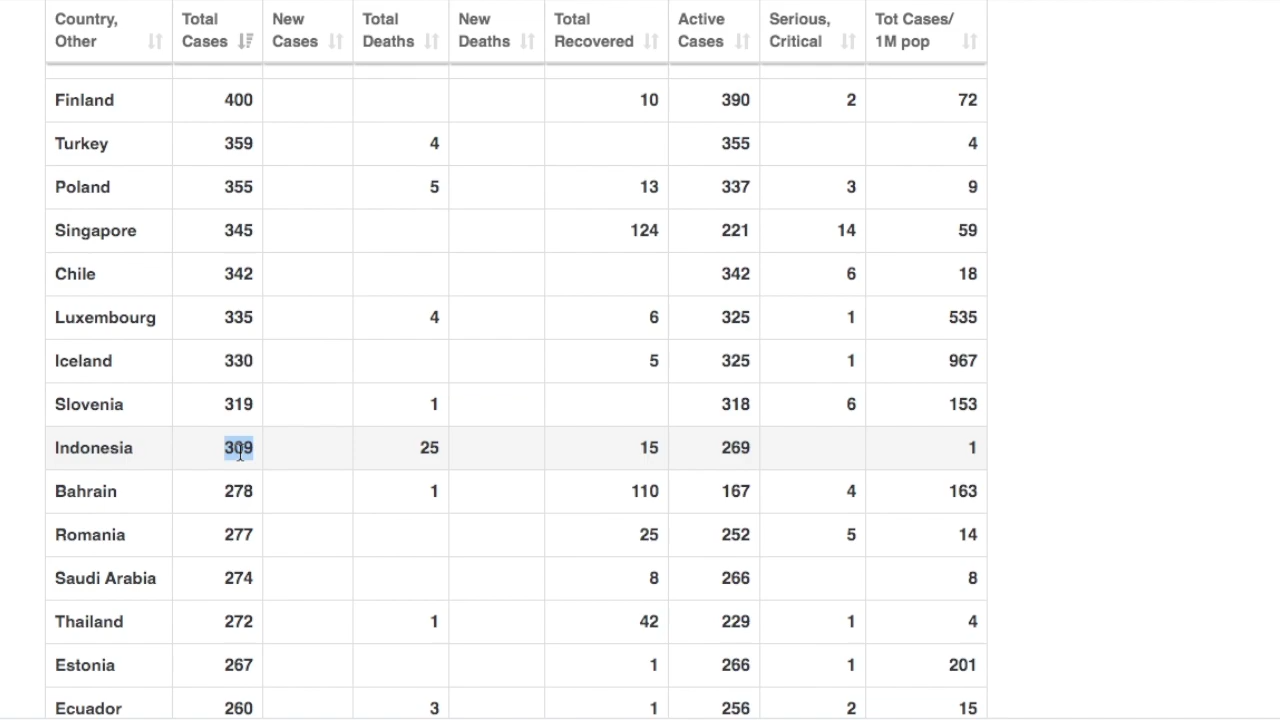 Country, Other Total Cases New Cases Total Deaths New Deaths Total Recovered Active Cases Serious, Critical Tot Cases/ 1M pop
Finland 400 10 390 2 72
Turkey 359 4 355 4
Poland 355 5 13 337 3 9
Singapore 345 124 221 14 59
Chile 342 342 6 18
Luxembourg 335 4 6 325 1 535
Iceland 330 5 325 1 967
Slovenia 319 1 318 6 153
Indonesia 309 25 15 269 1
Bahrain 278 1 110 167 4 163
Romania 277 25 252 5 14
Saudi Arabia 274 8 266 8
Thailand 272 1 42 229 1 4
Estonia 267 1 266 1 201
Ecuador 260 3 1 256 2 15